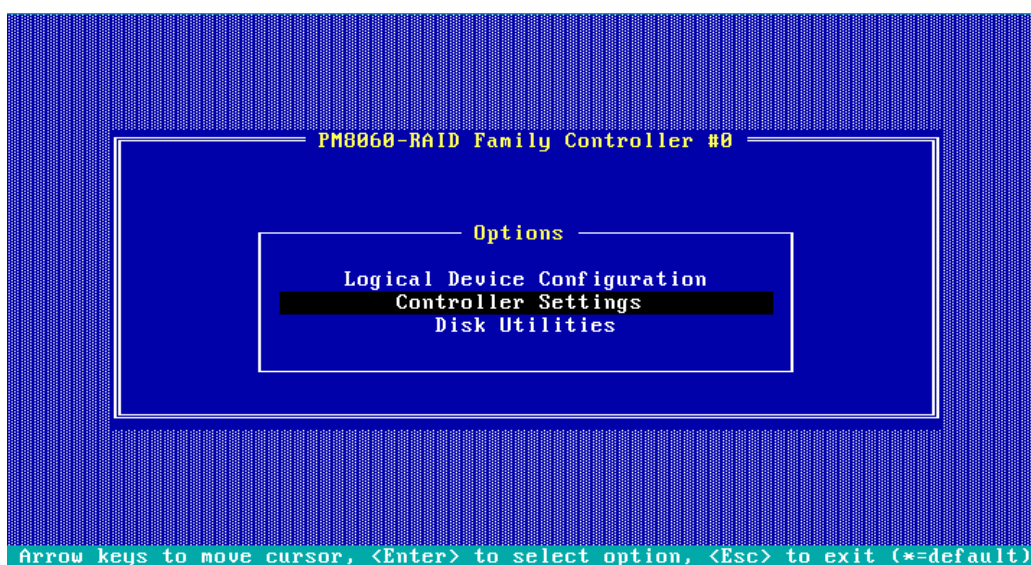 PM8060-RAID Family Controller #0
Options
Logical Device Configuration
Controller Settings
Disk Utilities
Arrow keys to move cursor, <Enter> to select option, <Esc> to exit (*=default)